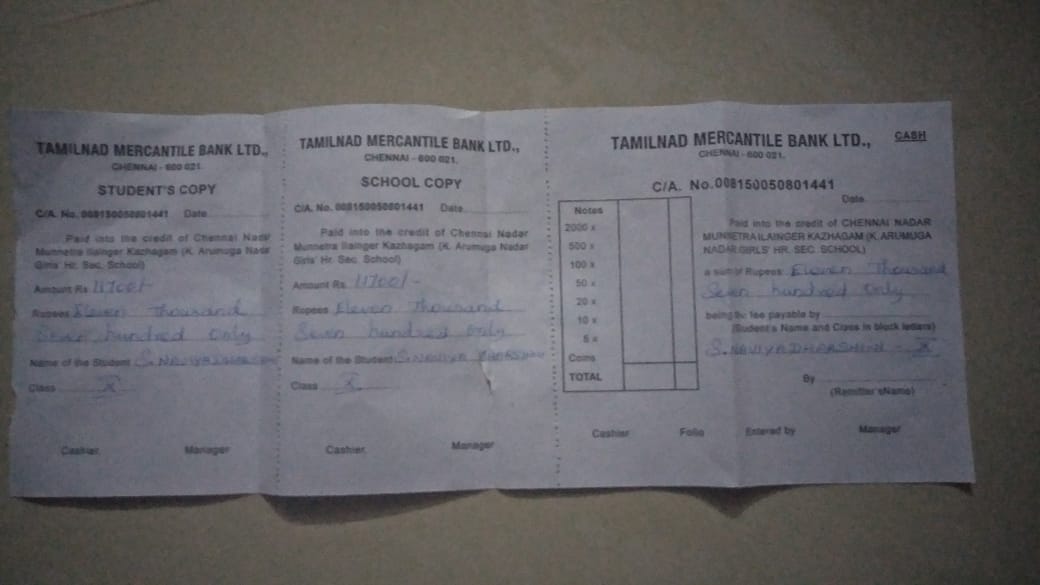 TAMILNAD MERCANTILE BANK LTD.,
CHENNAI - 600 021.
STUDENT'S COPY
C/A. No. 008150050801441 Date
Paid into the credit of Chennai Nadar
Munnetra Ilainger Kazhagam (K. Arumuga Nadar
Girls' Hr. Sec. School)
Amount Rs. 11700/-
Rupees Eleven Thousand
Seven hundred Only
Name of the Student S. NAVIYADHARSHINI
Class X
Cashier. Manager
TAMILNAD MERCANTILE BANK LTD.,
CHENNAI - 600 021.
SCHOOL COPY
C/A. No. 008150050801441 Date
Paid into the credit of Chennai Nadar
Munnetra Ilainger Kazhagam (K. Arumuga Nadar
Girls' Hr. Sec. School)
Amount Rs. 11700/-
Rupees Eleven Thousand
Seven hundred Only
Name of the Student S. NAVIYA DHARSHINI
Class X
Cashier. Manager
TAMILNAD MERCANTILE BANK LTD., CASH
CHENNAI - 600 021.
C/A. No.008150050801441
Date
Notes
2000 x
500 x
100 x
50 x
20 x
10 x
5 x
Coins
TOTAL
Paid into the credit of CHENNAI NADAR
MUNNETRA ILAINGER KAZHAGAM (K. ARUMUGA
NADAR GIRLS' HR. SEC. SCHOOL)
a sum of Rupees Eleven Thousand
Seven hundred Only
being the fee payable by
(Student's Name and Class in block letters)
S. NAVIYADHARSHINI - X
By
(Remitter'sName)
Cashier Folio Entered by Manager